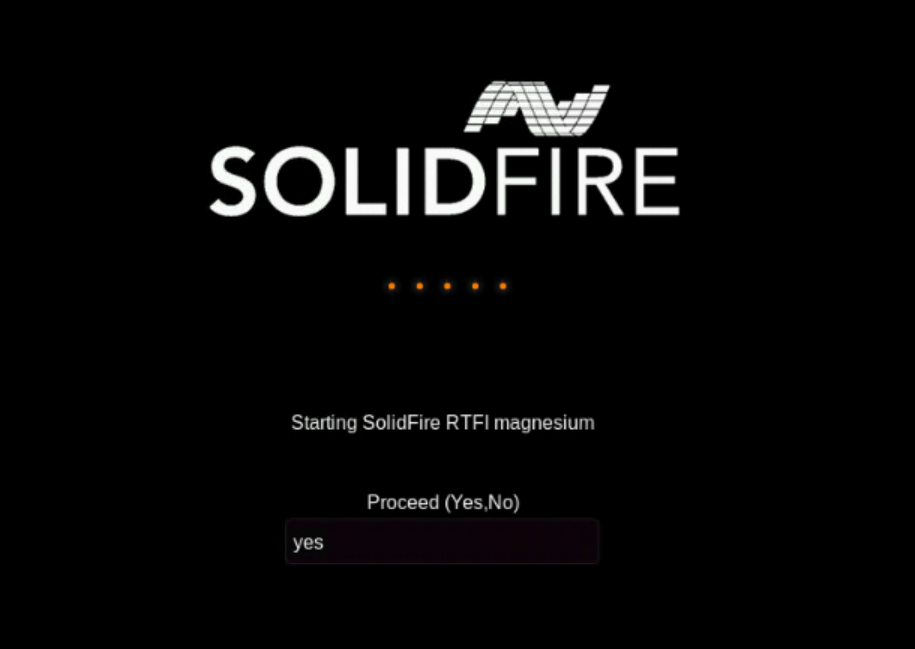 SOLIDFIRE
Starting SolidFire RTFI magnesium
Proceed (Yes,No)
yes